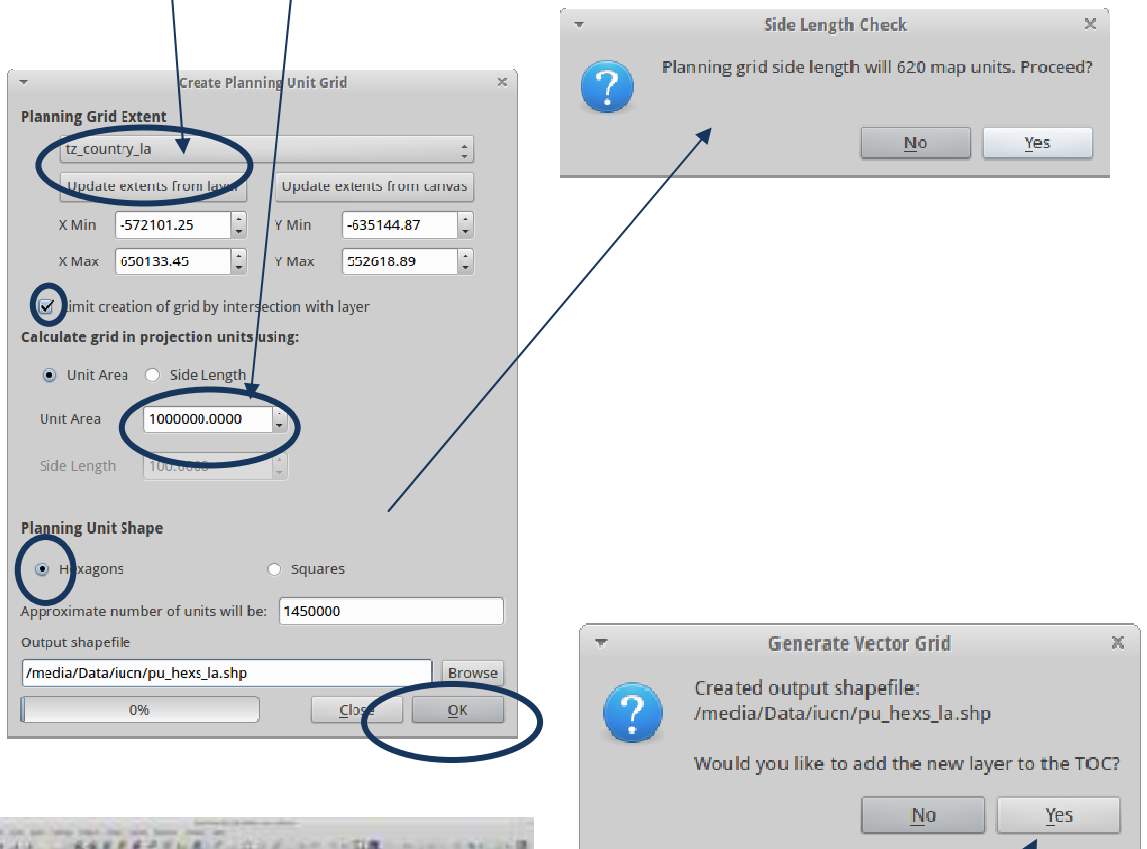 Create Planning Unit Grid
Planning Grid Extent
tz_country_la
Update extents from layer Update extents from canvas
X Min -572101.25 Y Min -635144.87
X Max 650133.45 Y Max 552618.89
Limit creation of grid by intersection with layer
Calculate grid in projection units using:
Unit Area Side Length
Unit Area 1000000.0000
Side Length 100.0000
Planning Unit Shape
Hexagons Squares
Approximate number of units will be: 1450000
Output shapefile
/media/Data/iucn/pu_hexs_la.shp Browse
0% Close OK
Side Length Check
Planning grid side length will 620 map units. Proceed?
No Yes
Generate Vector Grid
Created output shapefile:
/media/Data/iucn/pu_hexs_la.shp
Would you like to add the new layer to the TOC?
No Yes